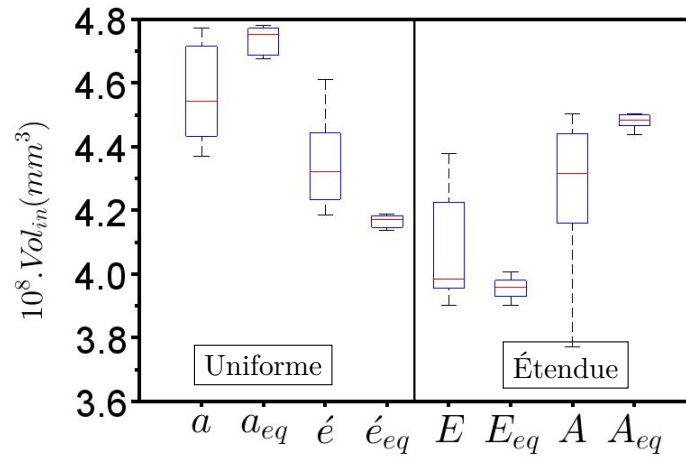 4.8
4.6
4.4
4.2
4.0
3.8
3.6
10⁸.Vol_in(mm³)
Uniforme
Étendue
a a_eq é é_eq E E_eq A A_eq